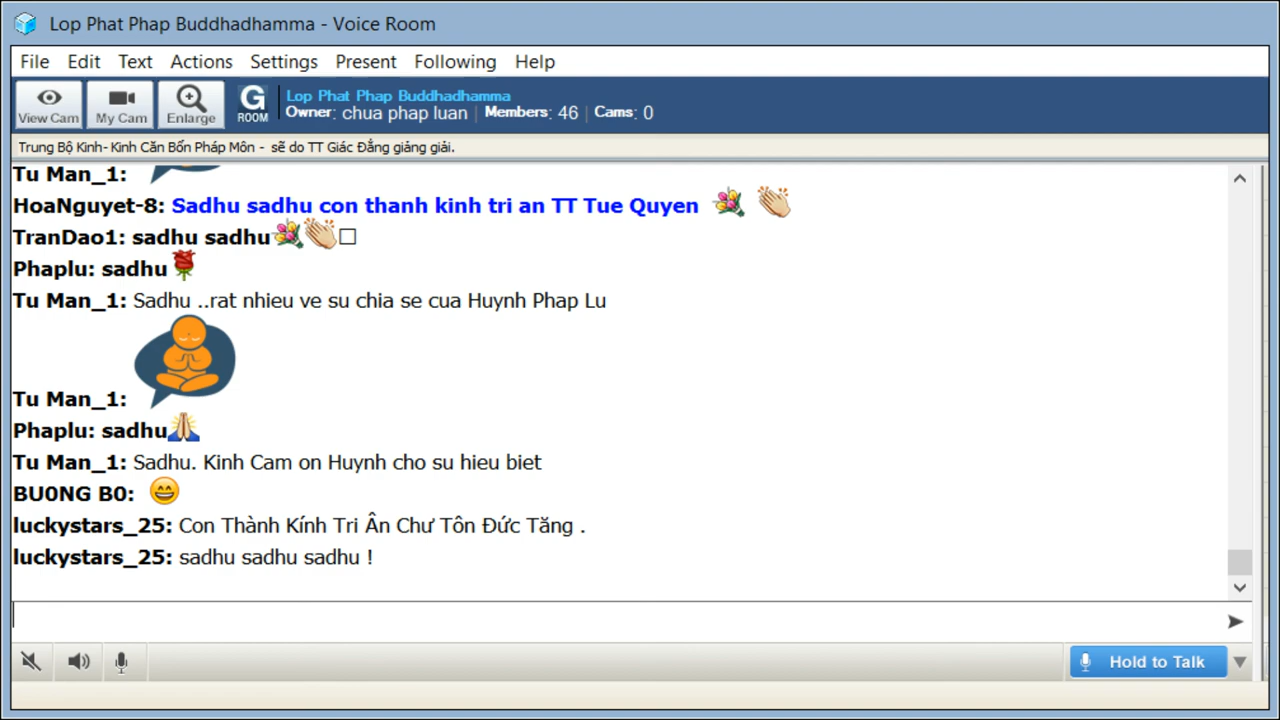 Lop Phat Phap Buddhadhamma - Voice Room
File Edit Text Actions Settings Present Following Help
View Cam My Cam Enlarge G ROOM Lop Phat Phap Buddhadhamma
Owner: chua phap luan | Members: 46 | Cams: 0
Trung Bộ Kinh- Kinh Căn Bổn Pháp Môn - sẽ do TT Giác Đẳng giảng giải.
Tu Man_1:
HoaNguyet-8: Sadhu sadhu con thanh kinh tri an TT Tue Quyen
TranDao1: sadhu sadhu
Phaplu: sadhu
Tu Man_1: Sadhu ..rat nhieu ve su chia se cua Huynh Phap Lu
Tu Man_1:
Phaplu: sadhu
Tu Man_1: Sadhu. Kinh Cam on Huynh cho su hieu biet
BU0NG B0:
luckystars_25: Con Thành Kính Tri Ân Chư Tôn Đức Tăng .
luckystars_25: sadhu sadhu sadhu !
Hold to Talk